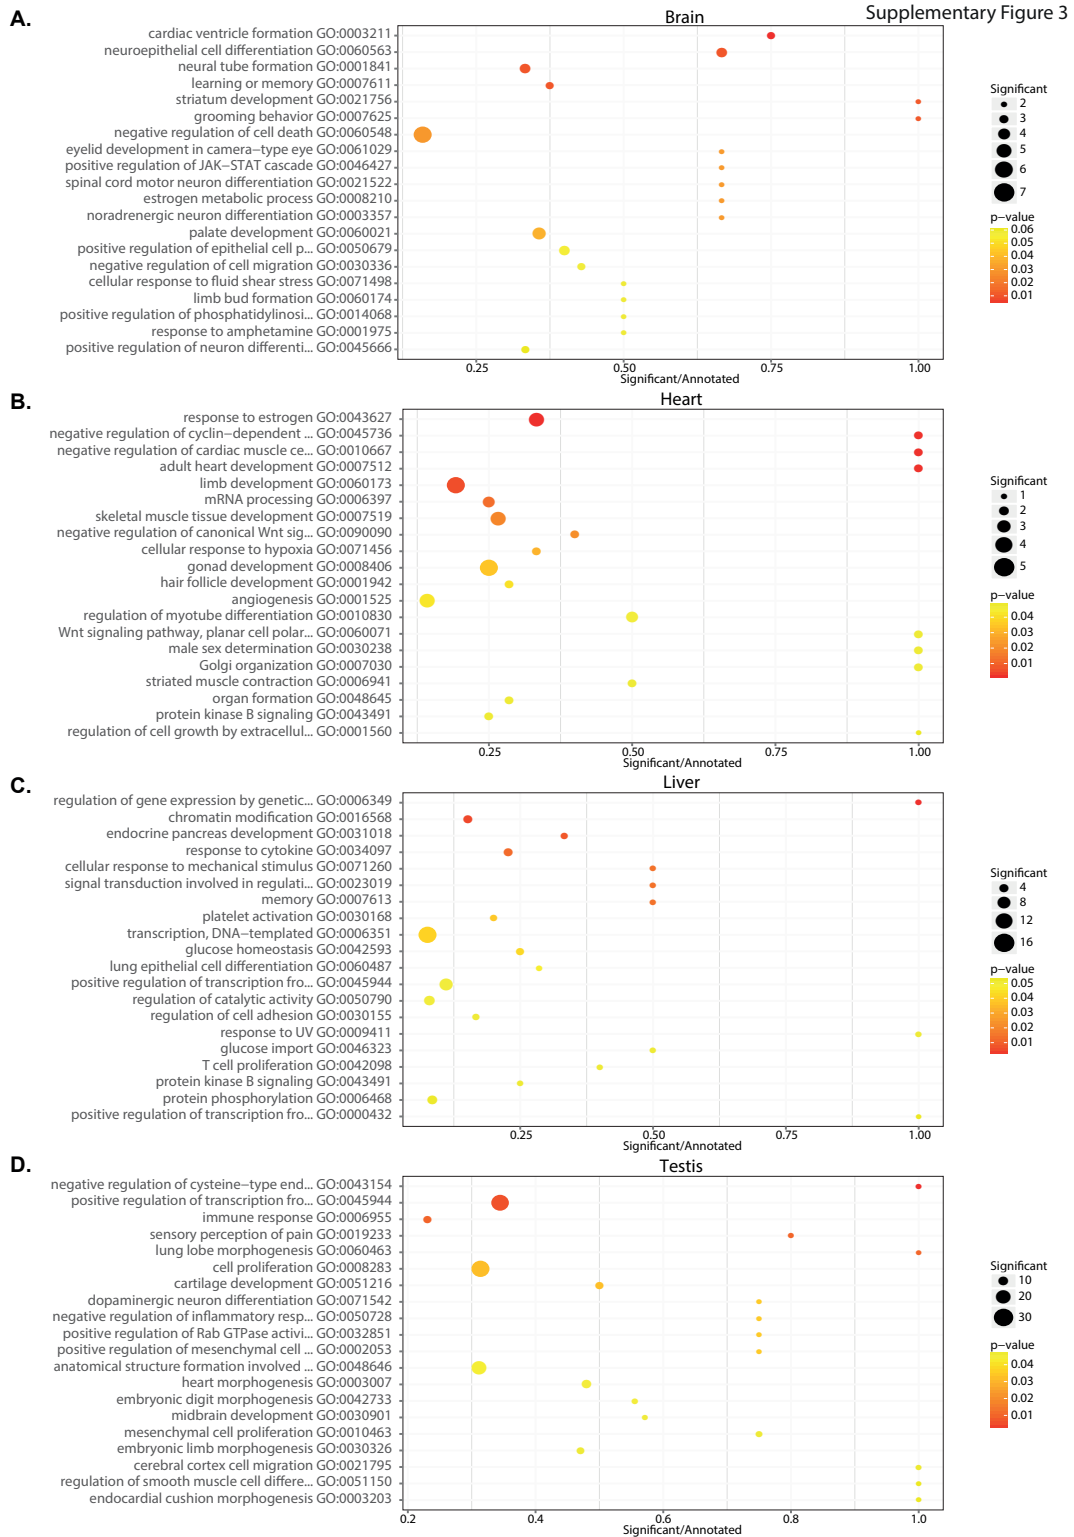 Supplementary Figure 3
A.
Brain
cardiac ventricle formation GO:0003211
neuroepithelial cell differentiation GO:0060563
neural tube formation GO:0001841
learning or memory GO:0007611
striatum development GO:0021756
grooming behavior GO:0007625
negative regulation of cell death GO:0060548
eyelid development in camera−type eye GO:0061029
positive regulation of JAK−STAT cascade GO:0046427
spinal cord motor neuron differentiation GO:0021522
estrogen metabolic process GO:0008210
noradrenergic neuron differentiation GO:0003357
palate development GO:0060021
positive regulation of epithelial cell p... GO:0050679
negative regulation of cell migration GO:0030336
cellular response to fluid shear stress GO:0071498
limb bud formation GO:0060174
positive regulation of phosphatidylinosi... GO:0014068
response to amphetamine GO:0001975
positive regulation of neuron differenti... GO:0045666
0.25 0.50 0.75 1.00
Significant/Annotated
Significant
2
3
4
5
6
7
p−value
0.06
0.05
0.04
0.03
0.02
0.01
B.
Heart
response to estrogen GO:0043627
negative regulation of cyclin−dependent ... GO:0045736
negative regulation of cardiac muscle ce... GO:0010667
adult heart development GO:0007512
limb development GO:0060173
mRNA processing GO:0006397
skeletal muscle tissue development GO:0007519
negative regulation of canonical Wnt sig... GO:0090090
cellular response to hypoxia GO:0071456
gonad development GO:0008406
hair follicle development GO:0001942
angiogenesis GO:0001525
regulation of myotube differentiation GO:0010830
Wnt signaling pathway, planar cell polar... GO:0060071
male sex determination GO:0030238
Golgi organization GO:0007030
striated muscle contraction GO:0006941
organ formation GO:0048645
protein kinase B signaling GO:0043491
regulation of cell growth by extracellul... GO:0001560
0.25 0.50 0.75 1.00
Significant/Annotated
Significant
1
2
3
4
5
p−value
0.04
0.03
0.02
0.01
C.
Liver
regulation of gene expression by genetic... GO:0006349
chromatin modification GO:0016568
endocrine pancreas development GO:0031018
response to cytokine GO:0034097
cellular response to mechanical stimulus GO:0071260
signal transduction involved in regulati... GO:0023019
memory GO:0007613
platelet activation GO:0030168
transcription, DNA−templated GO:0006351
glucose homeostasis GO:0042593
lung epithelial cell differentiation GO:0060487
positive regulation of transcription fro... GO:0045944
regulation of catalytic activity GO:0050790
regulation of cell adhesion GO:0030155
response to UV GO:0009411
glucose import GO:0046323
T cell proliferation GO:0042098
protein kinase B signaling GO:0043491
protein phosphorylation GO:0006468
positive regulation of transcription fro... GO:0000432
0.25 0.50 0.75 1.00
Significant/Annotated
Significant
4
8
12
16
p−value
0.05
0.04
0.03
0.02
0.01
D.
Testis
negative regulation of cysteine−type end... GO:0043154
positive regulation of transcription fro... GO:0045944
immune response GO:0006955
sensory perception of pain GO:0019233
lung lobe morphogenesis GO:0060463
cell proliferation GO:0008283
cartilage development GO:0051216
dopaminergic neuron differentiation GO:0071542
negative regulation of inflammatory resp... GO:0050728
positive regulation of Rab GTPase activi... GO:0032851
positive regulation of mesenchymal cell ... GO:0002053
anatomical structure formation involved ... GO:0048646
heart morphogenesis GO:0003007
embryonic digit morphogenesis GO:0042733
midbrain development GO:0030901
mesenchymal cell proliferation GO:0010463
embryonic limb morphogenesis GO:0030326
cerebral cortex cell migration GO:0021795
regulation of smooth muscle cell differe... GO:0051150
endocardial cushion morphogenesis GO:0003203
0.2 0.4 0.6 0.8 1.0
Significant/Annotated
Significant
10
20
30
p−value
0.04
0.03
0.02
0.01